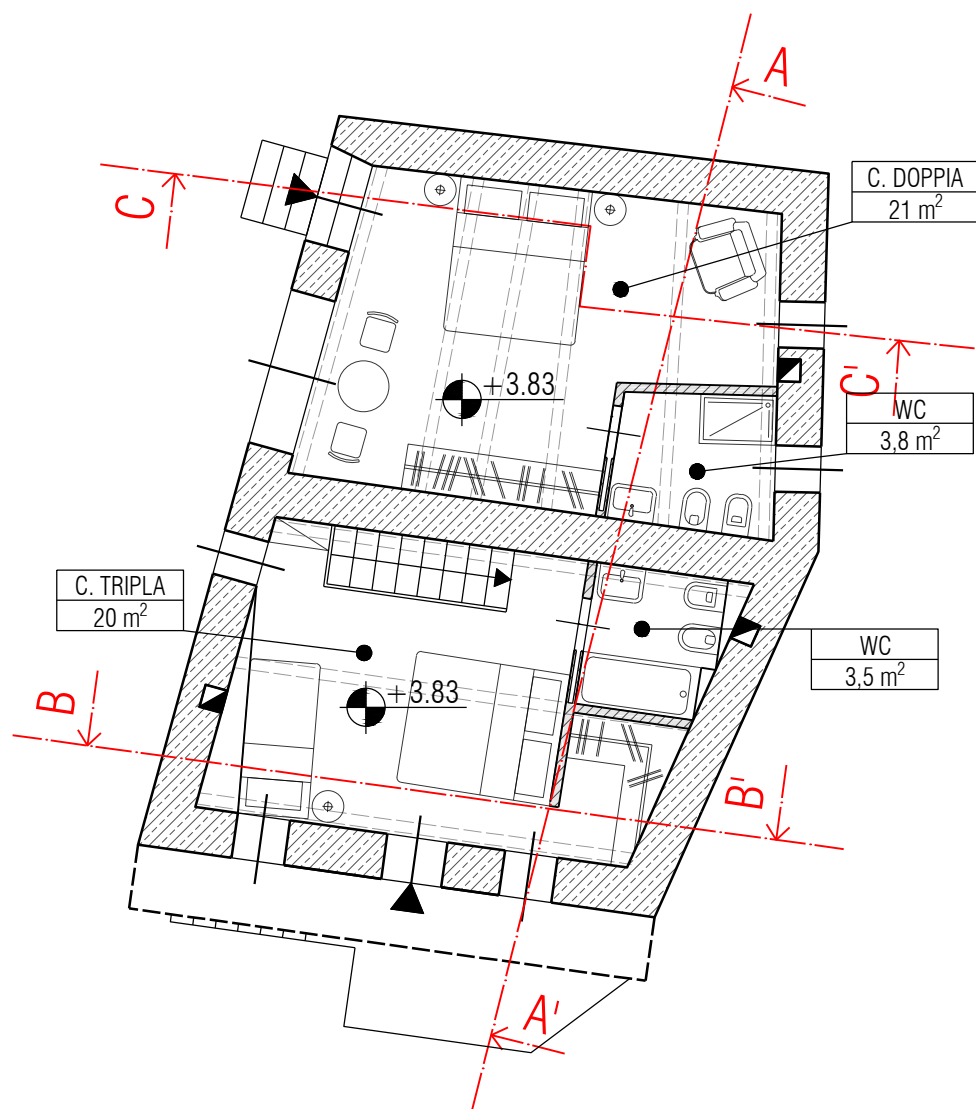 A
C. DOPPIA
21 m²
C
+3.83
C'
WC
3,8 m²
C. TRIPLA
20 m²
WC
3,5 m²
+3.83
B
B'
A'